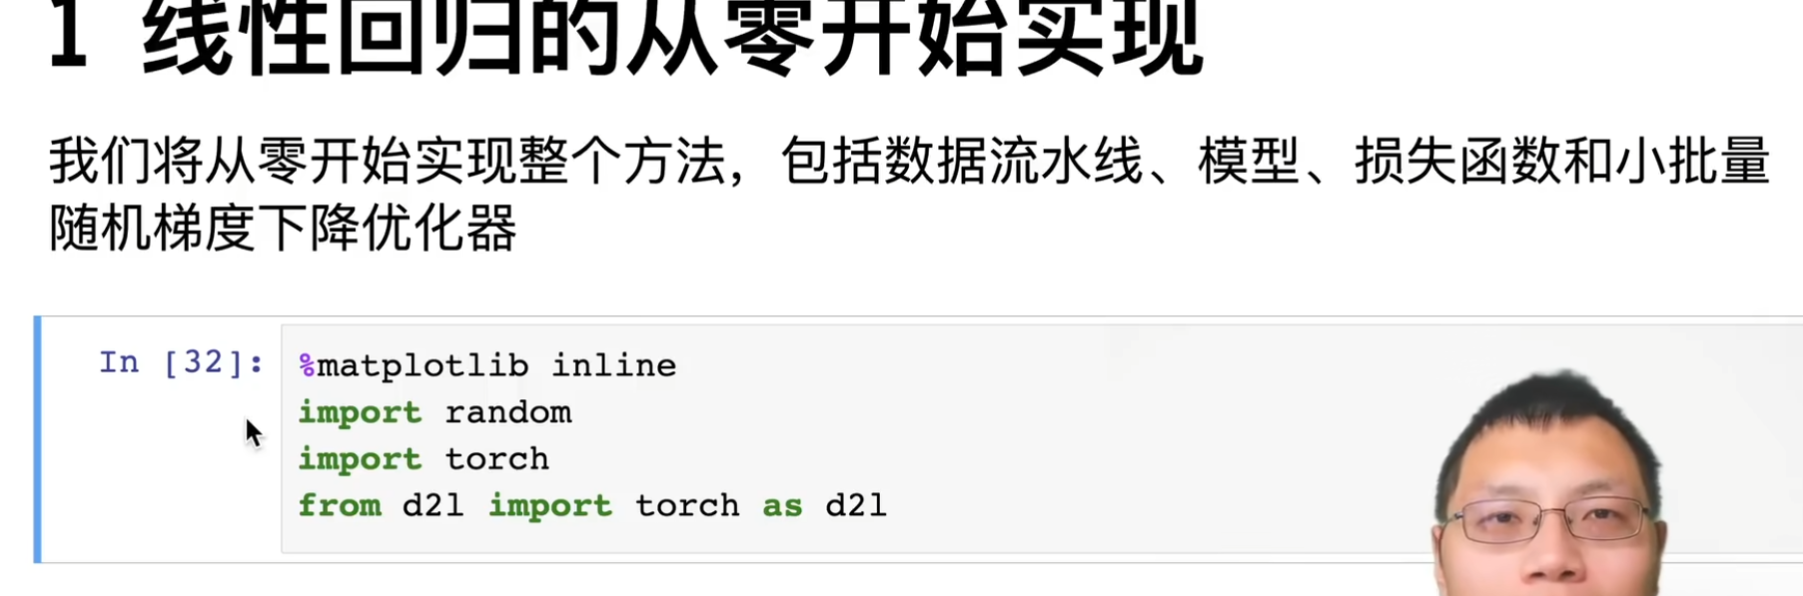 1 线性回归的从零开始实现
我们将从零开始实现整个方法，包括数据流水线、模型、损失函数和小批量
随机梯度下降优化器
In [32]:
%matplotlib inline
import random
import torch
from d2l import torch as d2l